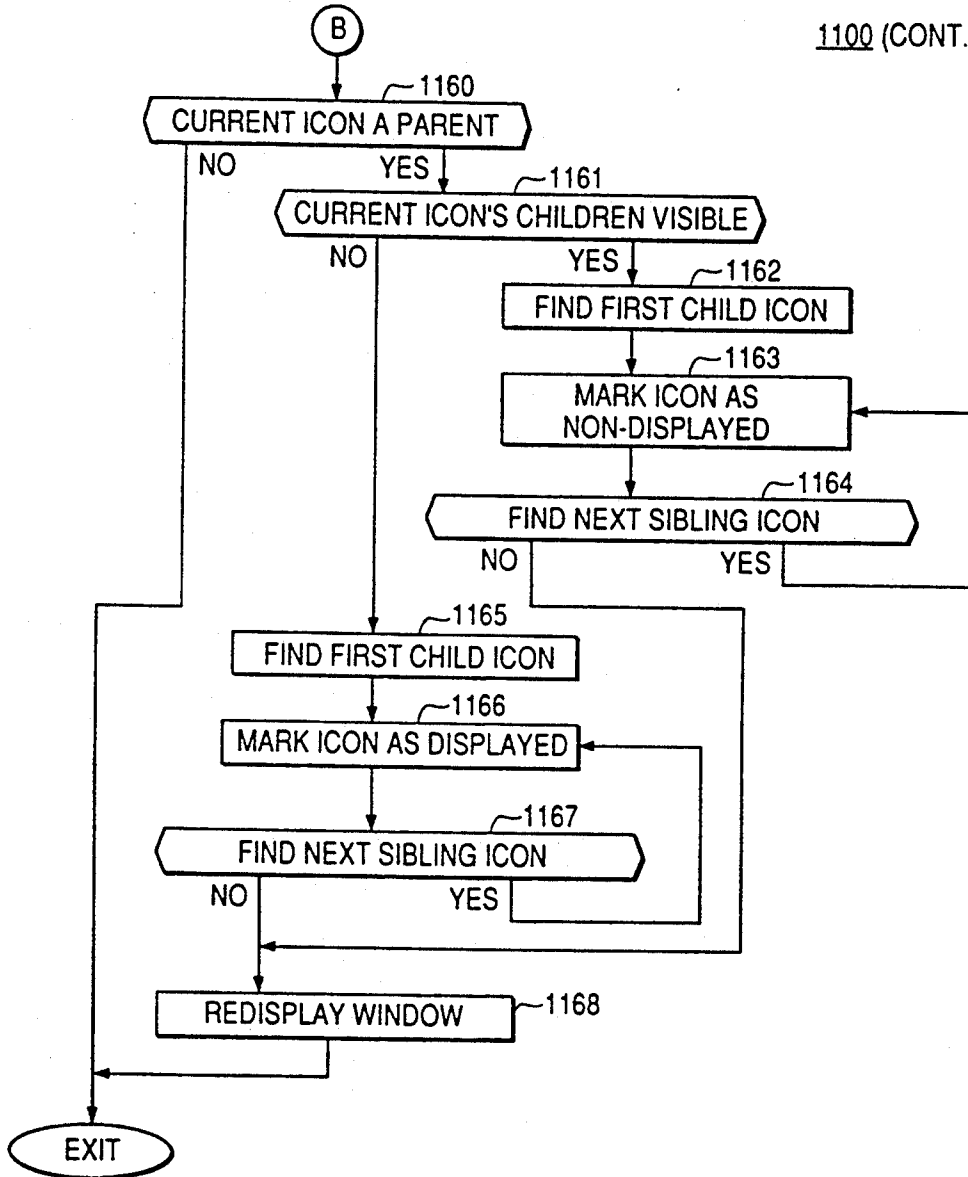 B
1100 (CONT.
1160
CURRENT ICON A PARENT
NO
YES
1161
CURRENT ICON'S CHILDREN VISIBLE
NO
YES
1162
FIND FIRST CHILD ICON
1163
MARK ICON AS
NON-DISPLAYED
1164
FIND NEXT SIBLING ICON
NO
YES
1165
FIND FIRST CHILD ICON
1166
MARK ICON AS DISPLAYED
1167
FIND NEXT SIBLING ICON
NO
YES
REDISPLAY WINDOW
1168
EXIT